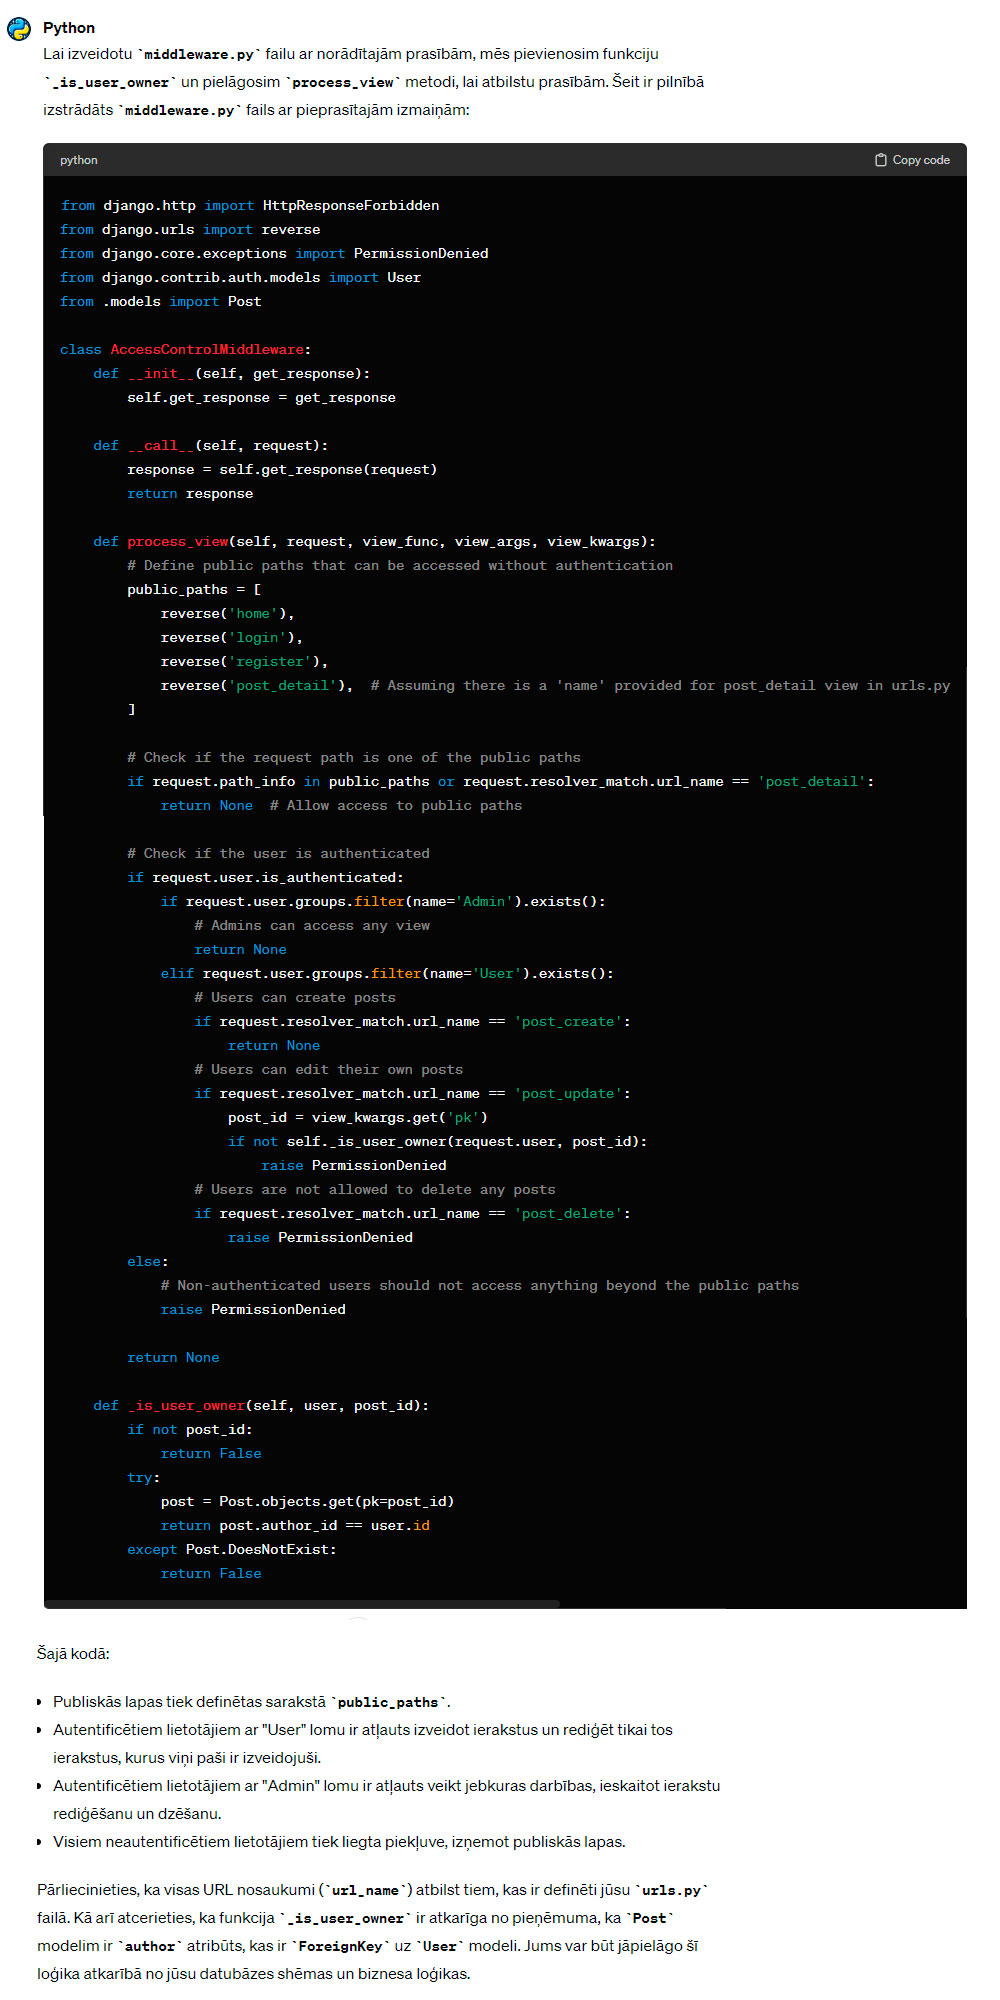 Python
Lai izveidotu `middleware.py` failu ar norādītajām prasībām, mēs pievienosim funkciju
`_is_user_owner` un pielāgosim `process_view` metodi, lai atbilstu prasībām. Šeit ir pilnībā
izstrādāts `middleware.py` fails ar pieprasītajām izmaiņām:
python
Copy code
from django.http import HttpResponseForbidden
from django.urls import reverse
from django.core.exceptions import PermissionDenied
from django.contrib.auth.models import User
from .models import Post
class AccessControlMiddleware:
def __init__(self, get_response):
self.get_response = get_response
def __call__(self, request):
response = self.get_response(request)
return response
def process_view(self, request, view_func, view_args, view_kwargs):
# Define public paths that can be accessed without authentication
public_paths = [
reverse('home'),
reverse('login'),
reverse('register'),
reverse('post_detail'),  # Assuming there is a 'name' provided for post_detail view in urls.py
]
# Check if the request path is one of the public paths
if request.path_info in public_paths or request.resolver_match.url_name == 'post_detail':
return None  # Allow access to public paths
# Check if the user is authenticated
if request.user.is_authenticated:
if request.user.groups.filter(name='Admin').exists():
# Admins can access any view
return None
elif request.user.groups.filter(name='User').exists():
# Users can create posts
if request.resolver_match.url_name == 'post_create':
return None
# Users can edit their own posts
if request.resolver_match.url_name == 'post_update':
post_id = view_kwargs.get('pk')
if not self._is_user_owner(request.user, post_id):
raise PermissionDenied
# Users are not allowed to delete any posts
if request.resolver_match.url_name == 'post_delete':
raise PermissionDenied
else:
# Non-authenticated users should not access anything beyond the public paths
raise PermissionDenied
return None
def _is_user_owner(self, user, post_id):
if not post_id:
return False
try:
post = Post.objects.get(pk=post_id)
return post.author_id == user.id
except Post.DoesNotExist:
return False
Šajā kodā:
• Publiskās lapas tiek definētas sarakstā `public_paths`.
• Autentificētiem lietotājiem ar "User" lomu ir atļauts izveidot ierakstus un rediģēt tikai tos
ierakstus, kurus viņi paši ir izveidojuši.
• Autentificētiem lietotājiem ar "Admin" lomu ir atļauts veikt jebkuras darbības, ieskaitot ierakstu
rediģēšanu un dzēšanu.
• Visiem neautentificētiem lietotājiem tiek liegta piekļuve, izņemot publiskās lapas.
Pārliecinieties, ka visas URL nosaukumi (`url_name`) atbilst tiem, kas ir definēti jūsu `urls.py`
failā. Kā arī atcerieties, ka funkcija `_is_user_owner` ir atkarīga no pieņēmuma, ka `Post`
modelim ir `author` atribūts, kas ir `ForeignKey` uz `User` modeli. Jums var būt jāpielāgo šī
loģika atkarībā no jūsu datubāzes shēmas un biznesa loģikas.